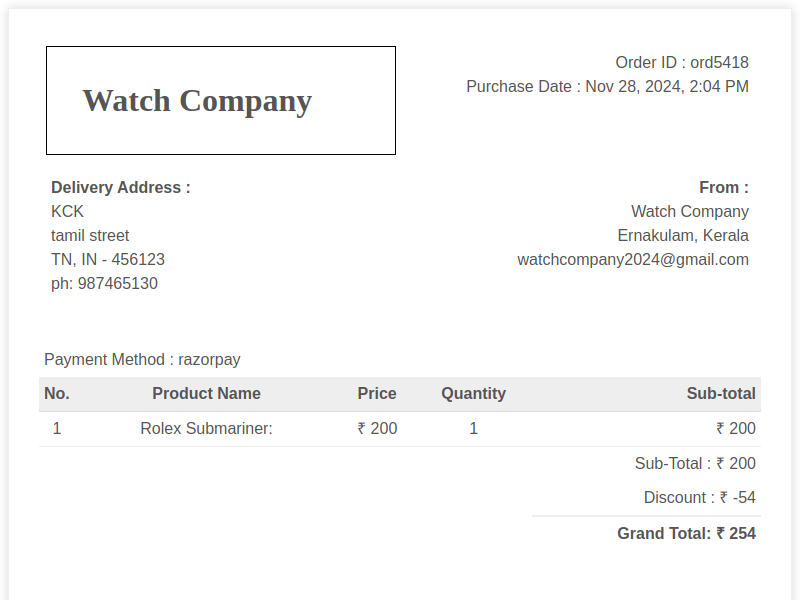 Watch Company
Order ID : ord5418
Purchase Date : Nov 28, 2024, 2:04 PM
Delivery Address :
KCK
tamil street
TN, IN - 456123
ph: 987465130
From :
Watch Company
Ernakulam, Kerala
watchcompany2024@gmail.com
Payment Method : razorpay
No. Product Name Price Quantity Sub-total
1 Rolex Submariner: ₹ 200 1 ₹ 200
Sub-Total : ₹ 200
Discount : ₹ -54
Grand Total: ₹ 254